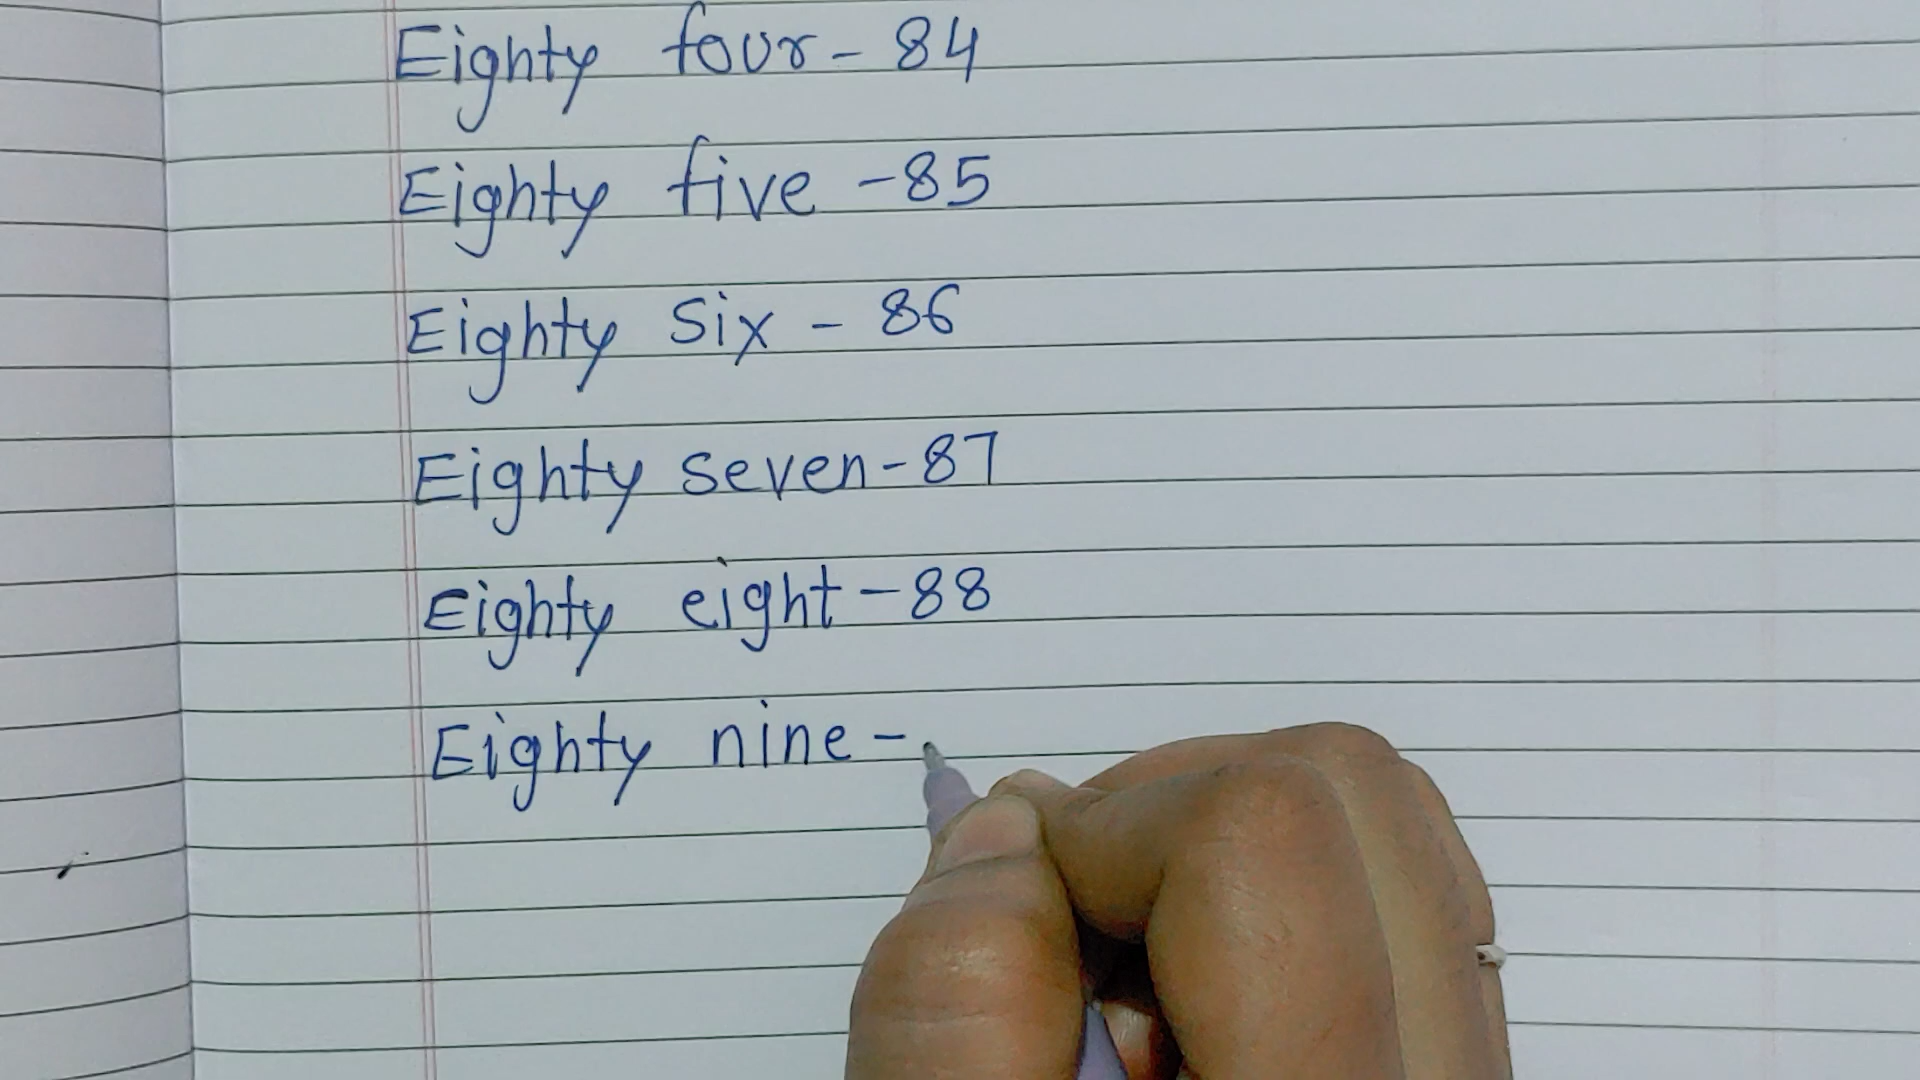 Eighty four - 84
Eighty five - 85
Eighty Six - 86
Eighty seven - 87
Eighty eight - 88
Eighty nine -